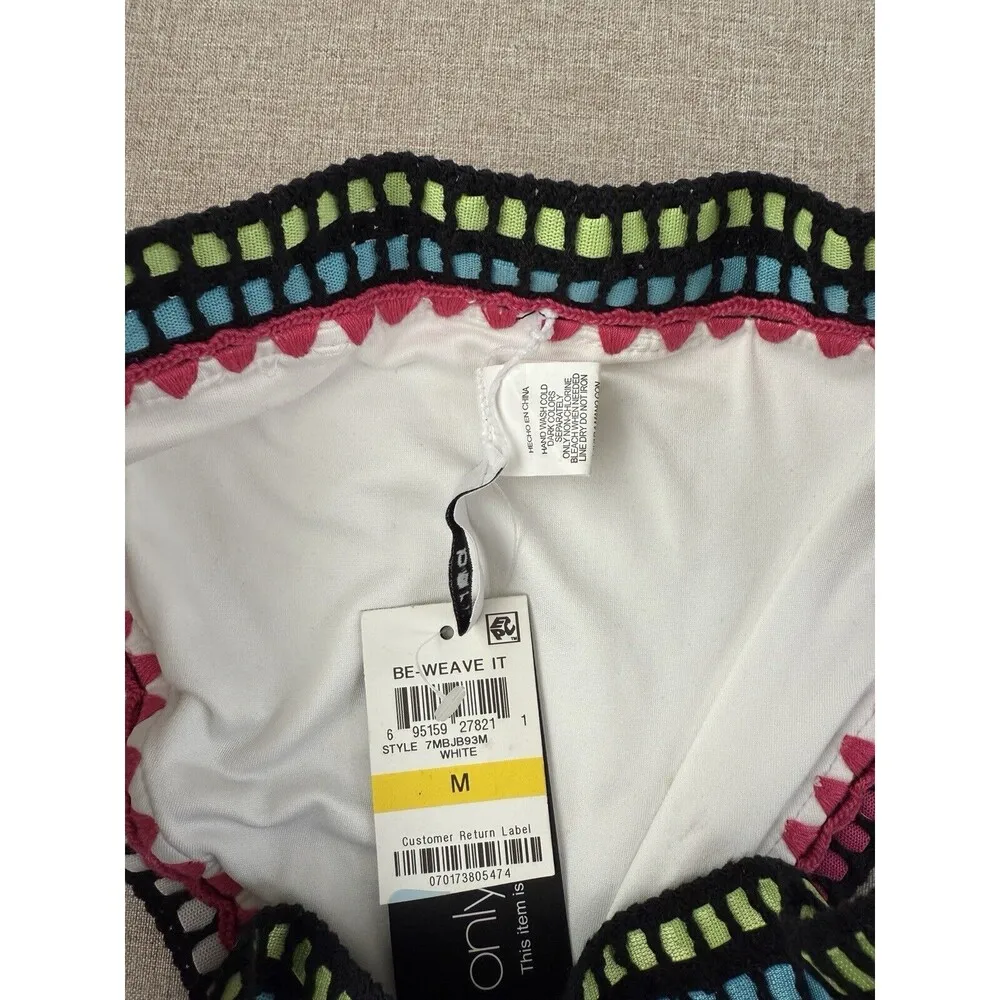 HECHO EN CHINA
HAND WASH COLD
DARK COLORS
SEPARATELY
ONLY NON-CHLORINE
BLEACH WHEN NEEDED
LINE DRY DO NOT IRON
EPC
TM
BE-WEAVE IT
6 95159 27821 1
STYLE 7MBJB93M
WHITE
M
Customer Return Label
070173805474
only
This item is